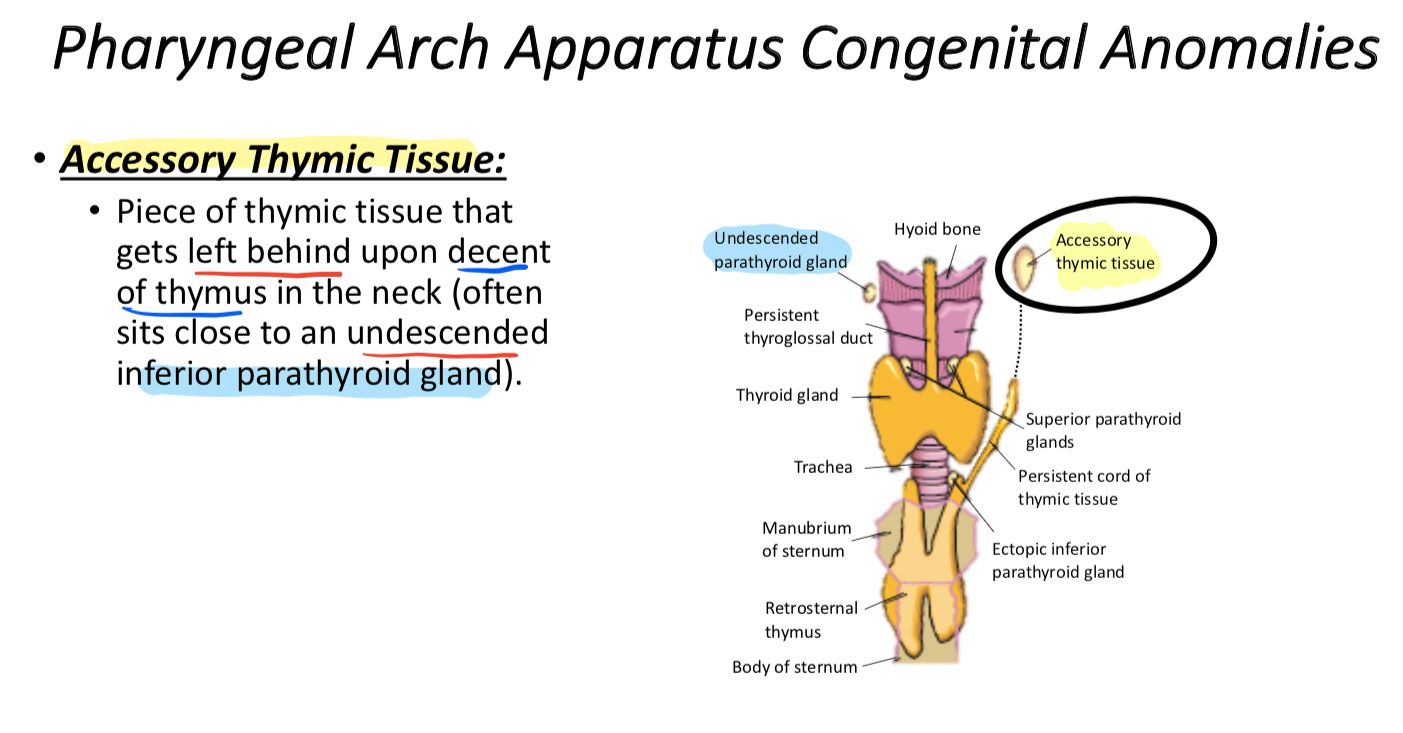 Pharyngeal Arch Apparatus Congenital Anomalies
• Accessory Thymic Tissue:
• Piece of thymic tissue that
gets left behind upon decent
of thymus in the neck (often
sits close to an undescended
inferior parathyroid gland).
Undescended
parathyroid gland
Hyoid bone
Accessory
thymic tissue
Persistent
thyroglossal duct
Thyroid gland
Superior parathyroid
glands
Trachea
Persistent cord of
thymic tissue
Manubrium
of sternum
Ectopic inferior
parathyroid gland
Retrosternal
thymus
Body of sternum